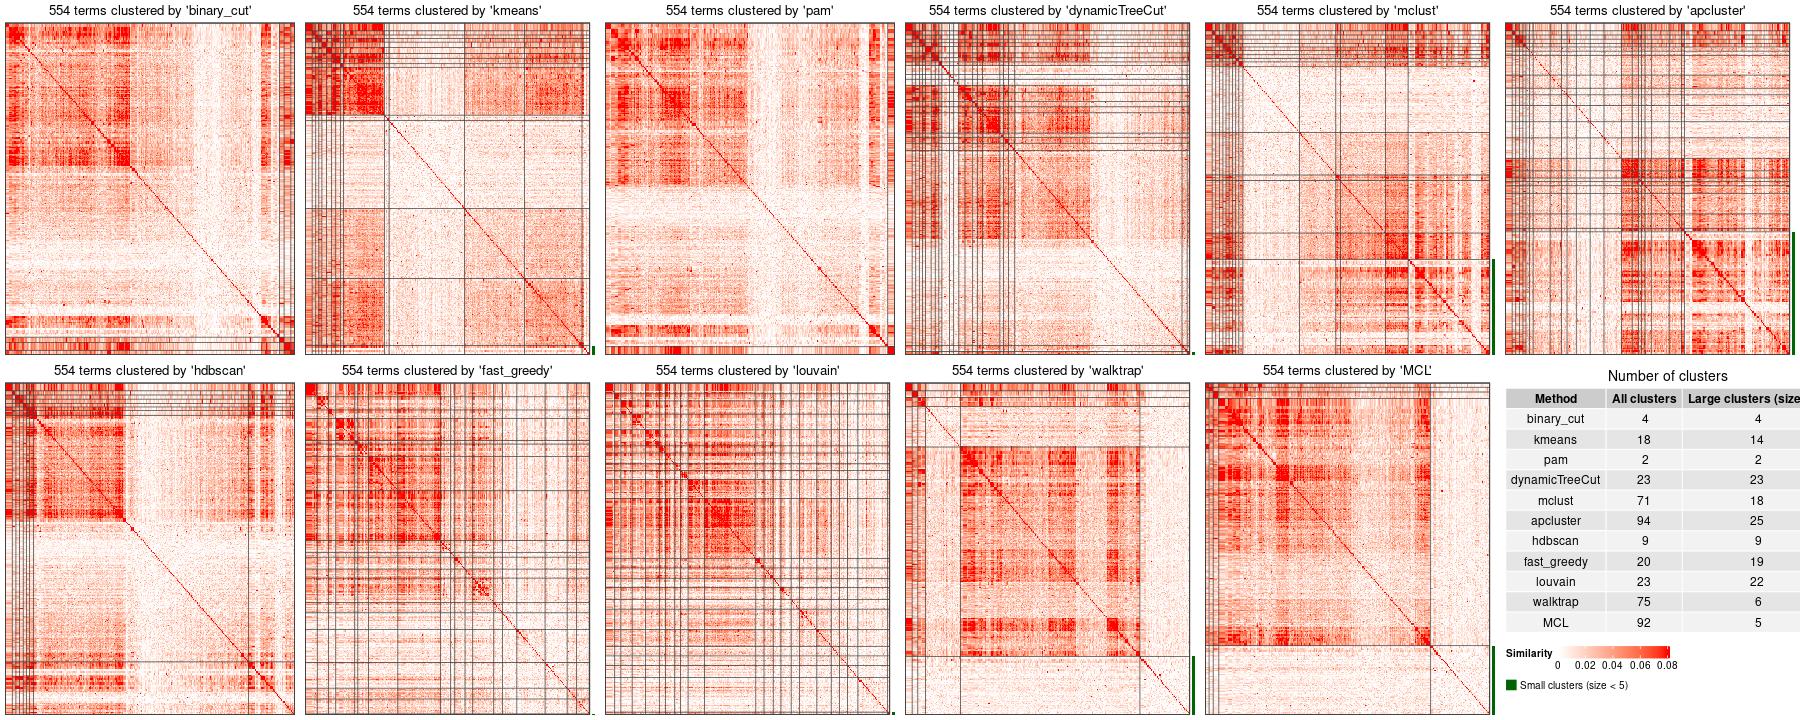 554 terms clustered by 'binary_cut'
554 terms clustered by 'kmeans'
554 terms clustered by 'pam'
554 terms clustered by 'dynamicTreeCut'
554 terms clustered by 'mclust'
554 terms clustered by 'apcluster'
554 terms clustered by 'hdbscan'
554 terms clustered by 'fast_greedy'
554 terms clustered by 'louvain'
554 terms clustered by 'walktrap'
554 terms clustered by 'MCL'
Number of clusters
Method All clusters Large clusters (size
binary_cut 4 4
kmeans 18 14
pam 2 2
dynamicTreeCut 23 23
mclust 71 18
apcluster 94 25
hdbscan 9 9
fast_greedy 20 19
louvain 23 22
walktrap 75 6
MCL 92 5
Similarity
0 0.02 0.04 0.06 0.08
Small clusters (size < 5)